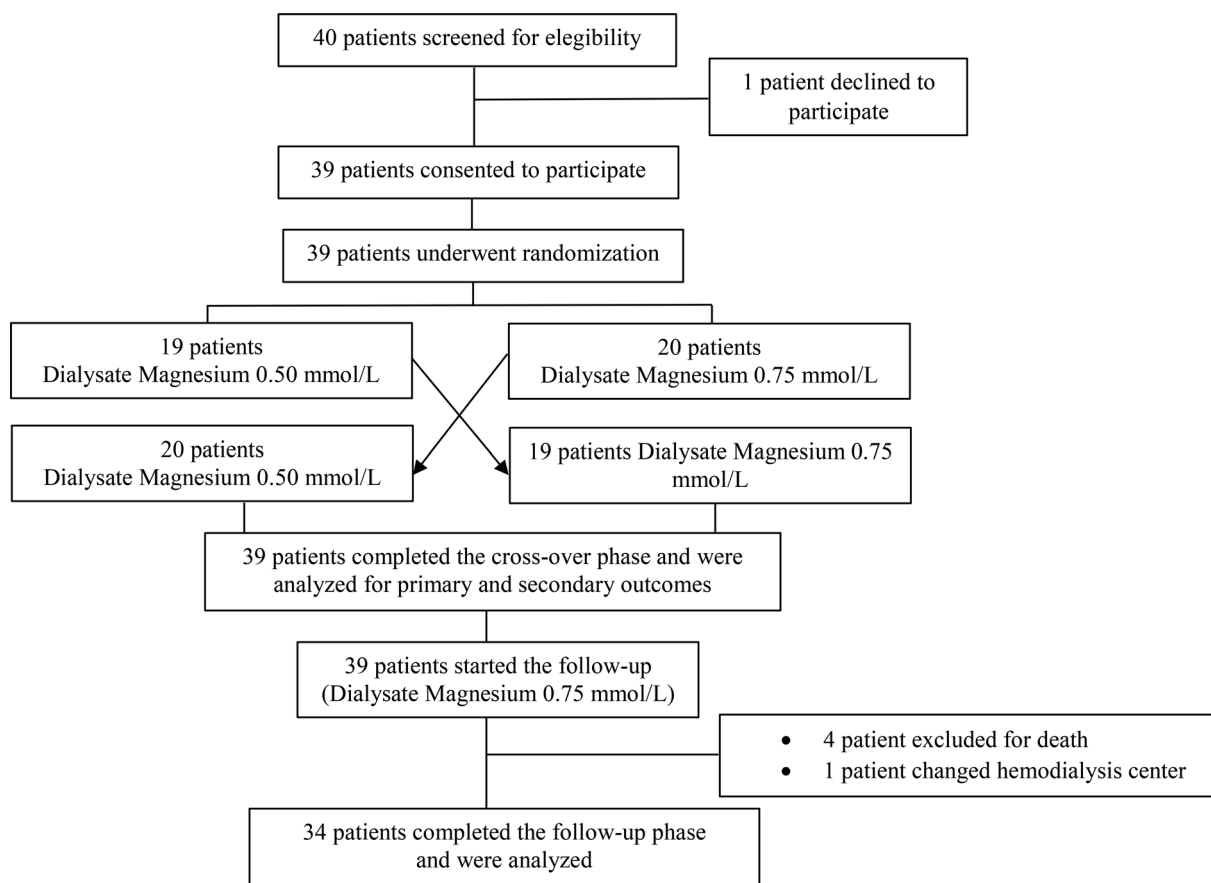 40 patients screened for elegibility
1 patient declined to
participate
39 patients consented to participate
39 patients underwent randomization
19 patients
Dialysate Magnesium 0.50 mmol/L
20 patients
Dialysate Magnesium 0.75 mmol/L
20 patients
Dialysate Magnesium 0.50 mmol/L
19 patients Dialysate Magnesium 0.75
mmol/L
39 patients completed the cross-over phase and were
analyzed for primary and secondary outcomes
39 patients started the follow-up
(Dialysate Magnesium 0.75 mmol/L)
• 4 patient excluded for death
• 1 patient changed hemodialysis center
34 patients completed the follow-up phase
and were analyzed